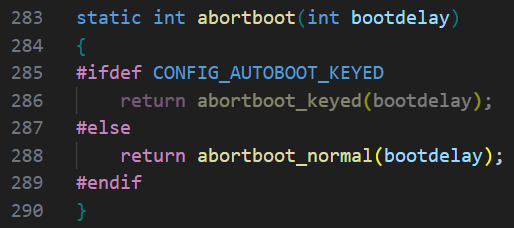 283 static int abortboot(int bootdelay)
284 {
285 #ifdef CONFIG_AUTOBOOT_KEYED
286     return abortboot_keyed(bootdelay);
287 #else
288     return abortboot_normal(bootdelay);
289 #endif
290 }